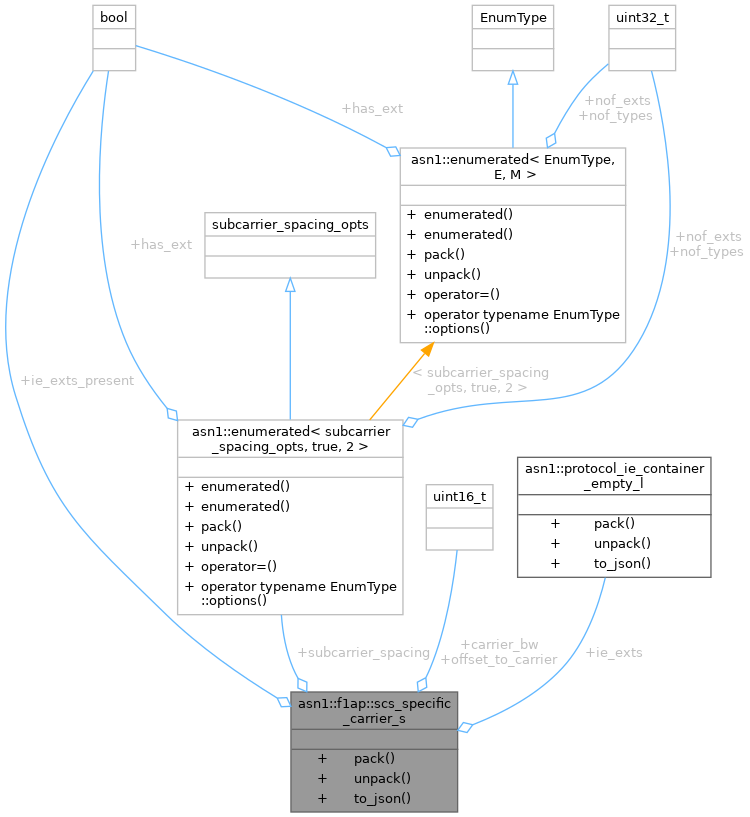 bool
EnumType
uint32_t
+has_ext
+nof_exts
+nof_types
asn1::enumerated< EnumType,
E, M >
+ enumerated()
+ enumerated()
+ pack()
+ unpack()
+ operator=()
+ operator typename EnumType
::options()
subcarrier_spacing_opts
+has_ext
+nof_exts
+nof_types
+ie_exts_present
< subcarrier_spacing
_opts, true, 2 >
asn1::enumerated< subcarrier
_spacing_opts, true, 2 >
+ enumerated()
+ enumerated()
+ pack()
+ unpack()
+ operator=()
+ operator typename EnumType
::options()
uint16_t
asn1::protocol_ie_container
_empty_l
+ pack()
+ unpack()
+ to_json()
+subcarrier_spacing
+carrier_bw
+offset_to_carrier
+ie_exts
asn1::f1ap::scs_specific
_carrier_s
+ pack()
+ unpack()
+ to_json()